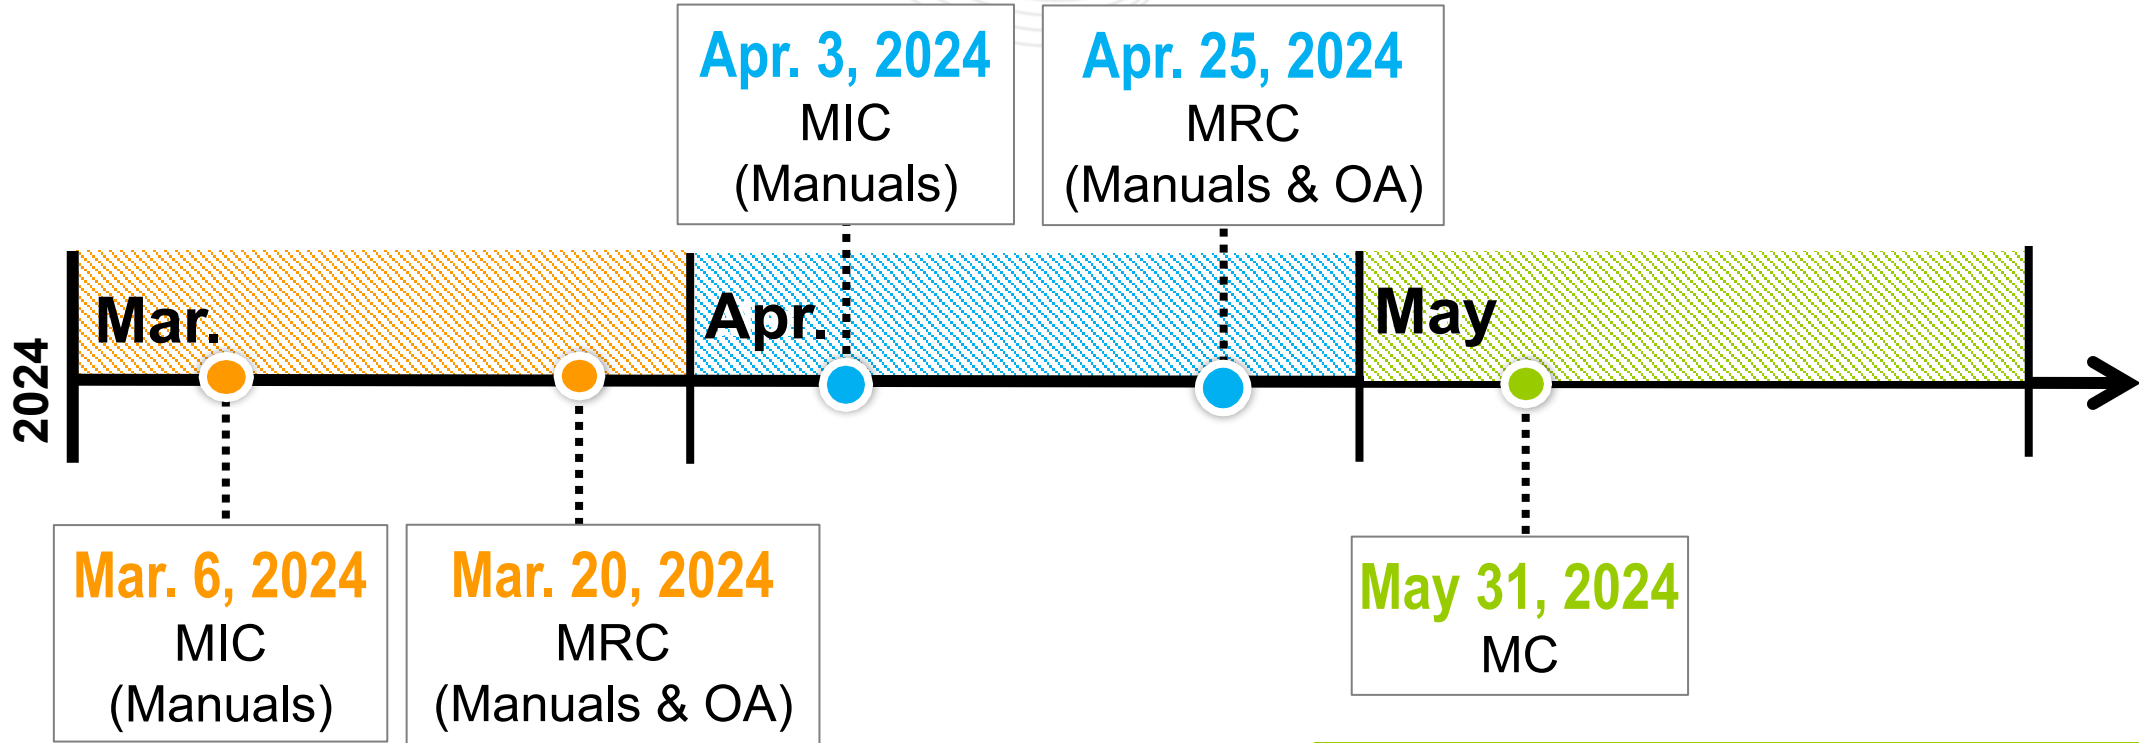 Apr. 3, 2024
MIC
(Manuals)
Apr. 25, 2024
MRC
(Manuals & OA)
2024
Mar.
Apr.
May
Mar. 6, 2024
MIC
(Manuals)
Mar. 20, 2024
MRC
(Manuals & OA)
May 31, 2024
MC